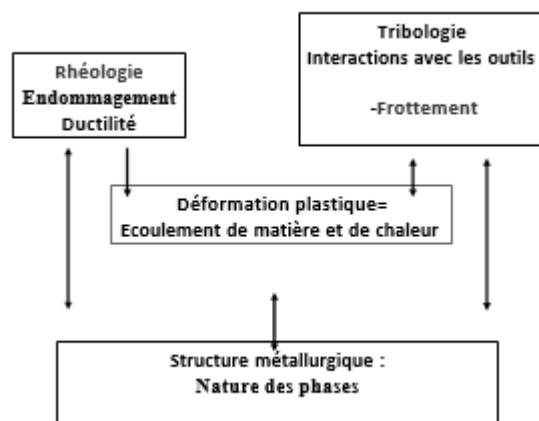 Rhéologie
Endommagement
Ductilité
Tribologie
Interactions avec les outils
-Frottement
Déformation plastique=
Ecoulement de matière et de chaleur
Structure métallurgique :
Nature des phases